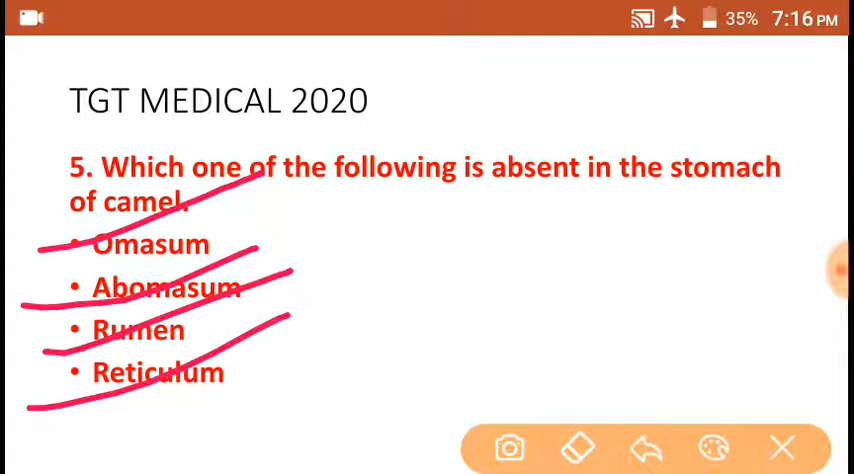 35% 7:16 PM
TGT MEDICAL 2020
5. Which one of the following is absent in the stomach
of camel.
• Omasum
• Abomasum
• Rumen
• Reticulum